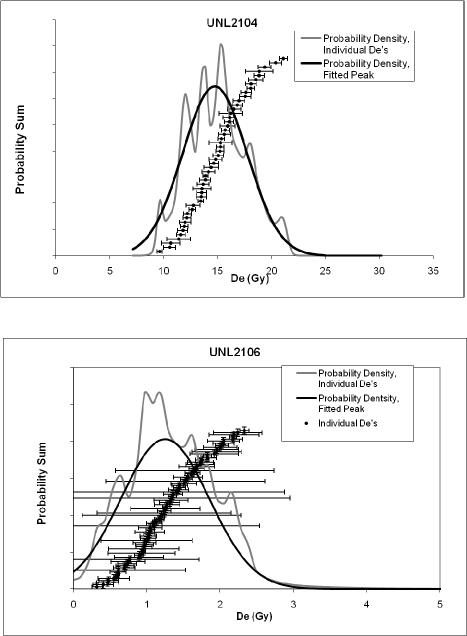 UNL2104
Probability Density,
Individual De's
Probability Density,
Fitted Peak
Probability Sum
0 5 10 15 20 25 30 35
De (Gy)
UNL2106
Probability Density,
Individual De's
Probability Dentsity,
Fitted Peak
Individual De's
Probability Sum
0 1 2 3 4 5
De (Gy)